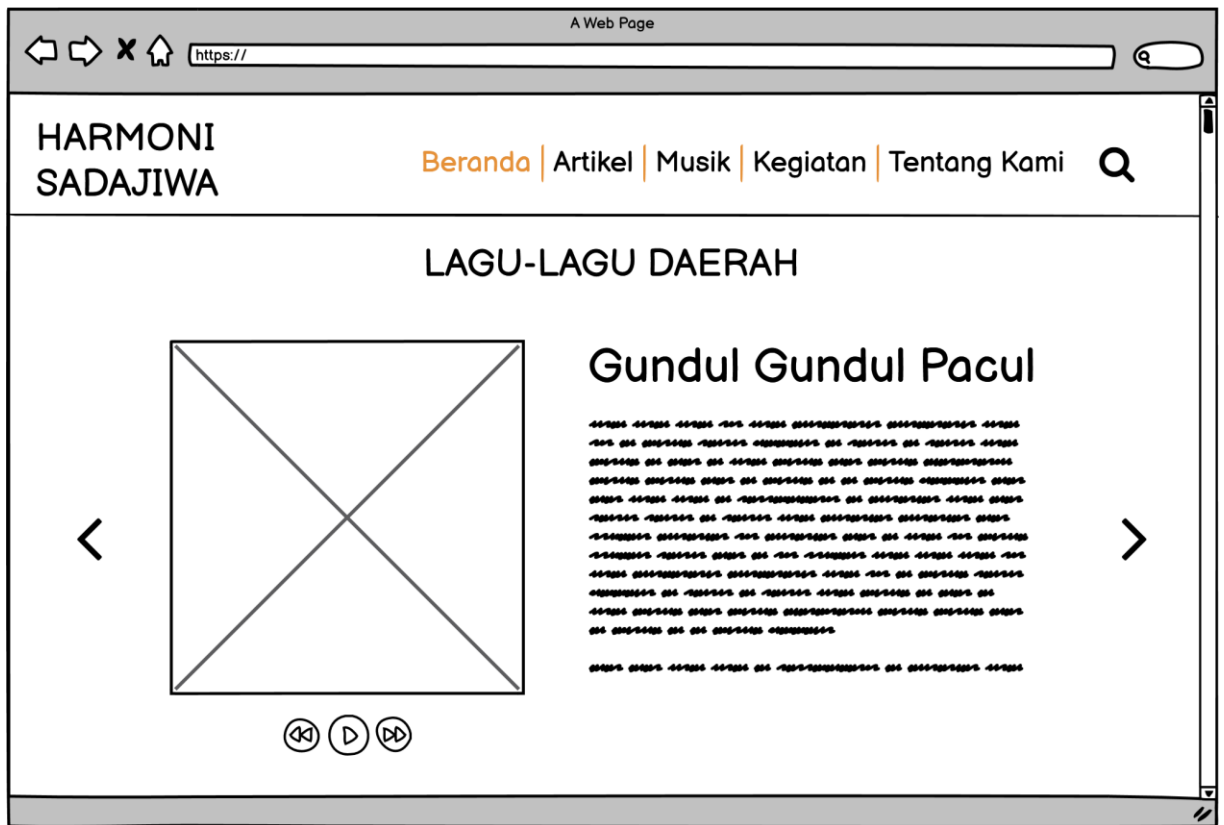 A Web Page
https://
HARMONI
SADAJIWA
Beranda | Artikel | Musik | Kegiatan | Tentang Kami
LAGU-LAGU DAERAH
Gundul Gundul Pacul